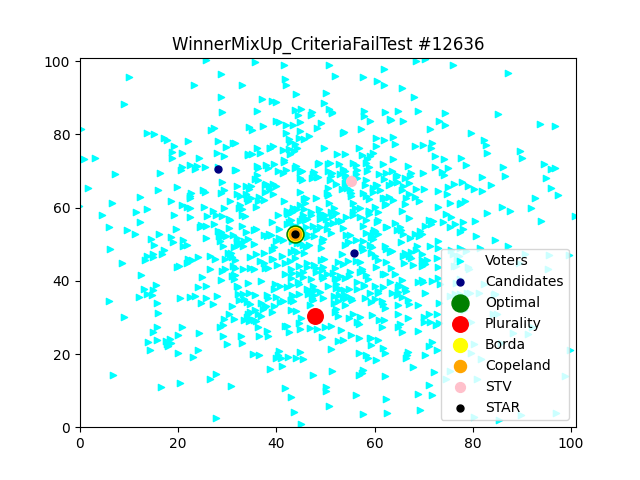 WinnerMixUp_CriteriaFailTest #12636
100
80
60
40
20
0
0
20
40
60
80
100
Voters
Candidates
Optimal
Plurality
Borda
Copeland
STV
STAR